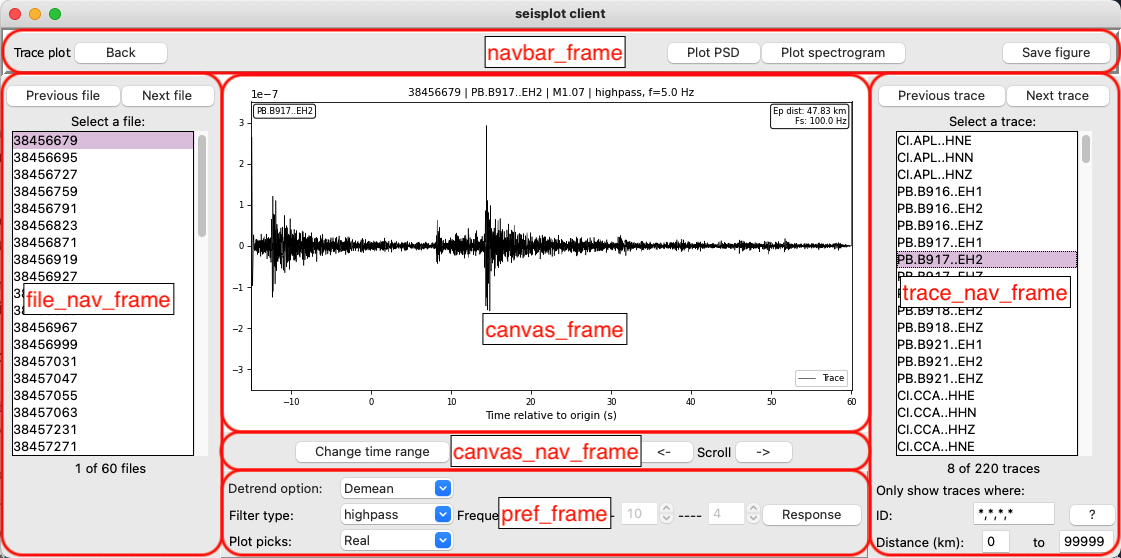 seisplot client
Trace plot Back navbar_frame Plot PSD Plot spectrogram Save figure
Previous file Next file
Select a file:
38456679
38456695
38456727
38456759
38456791
38456823
38456871
38456919
38456927
file_nav_frame
38456967
38456999
38457031
38457047
38457055
38457063
38457231
38457271
1 of 60 files
1e−7
38456679 | PB.B917..EH2 | M1.07 | highpass, f=5.0 Hz
PB.B917..EH2
Ep dist: 47.83 km
Fs: 100.0 Hz
3
2
1
0
−1
−2
−3
canvas_frame
Trace
−10 0 10 20 30 40 50 60
Time relative to origin (s)
Change time range canvas_nav_frame <- Scroll ->
Detrend option: Demean
Filter type: highpass Freque pref_frame - 10 ---- 4 Response
Plot picks: Real
Previous trace Next trace
Select a trace:
CI.APL..HNE
CI.APL..HNN
CI.APL..HNZ
PB.B916..EH1
PB.B916..EH2
PB.B916..EHZ
PB.B917..EH1
PB.B917..EH2
PB.B917..EHZ
trace_nav_frame
PB.B918..EH2
PB.B918..EHZ
PB.B921..EH1
PB.B921..EH2
PB.B921..EHZ
CI.CCA..HHE
CI.CCA..HHN
CI.CCA..HHZ
CI.CCA..HNE
8 of 220 traces
Only show traces where:
ID: *,*,*,* ?
Distance (km): 0 to 99999